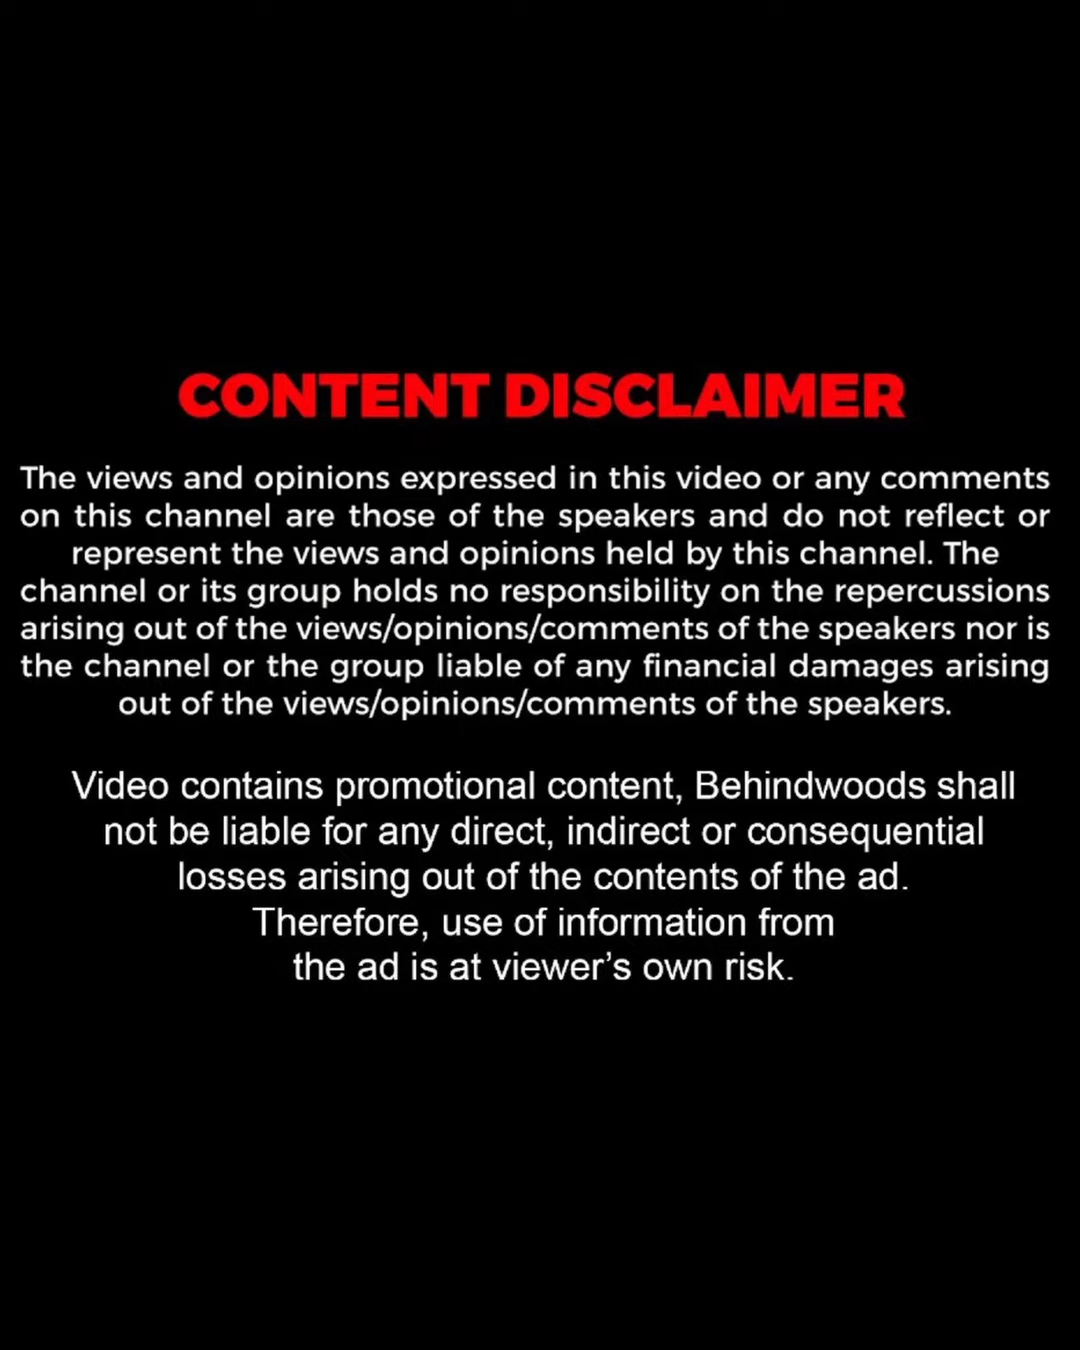 CONTENT DISCLAIMER
The views and opinions expressed in this video or any comments
on this channel are those of the speakers and do not reflect or
represent the views and opinions held by this channel. The
channel or its group holds no responsibility on the repercussions
arising out of the views/opinions/comments of the speakers nor is
the channel or the group liable of any financial damages arising
out of the views/opinions/comments of the speakers.
Video contains promotional content, Behindwoods shall
not be liable for any direct, indirect or consequential
losses arising out of the contents of the ad.
Therefore, use of information from
the ad is at viewer’s own risk.